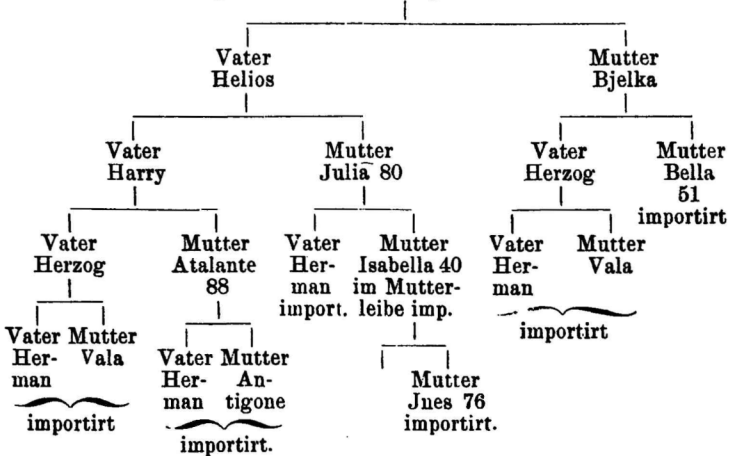 Vater Mutter
Helios Bjelka
Vater Mutter Vater Mutter
Harry Julia 80 Herzog Bella
51
importirt
Vater Mutter Vater Mutter Vater Mutter
Herzog Atalante Her- Isabella 40 Her- Vala
88 man im Mutter- man
import. leibe imp.
importirt
Vater Mutter Vater Mutter
Her- Vala Her- An-
man man tigone
Mutter
Jnes 76
importirt.
importirt importirt.